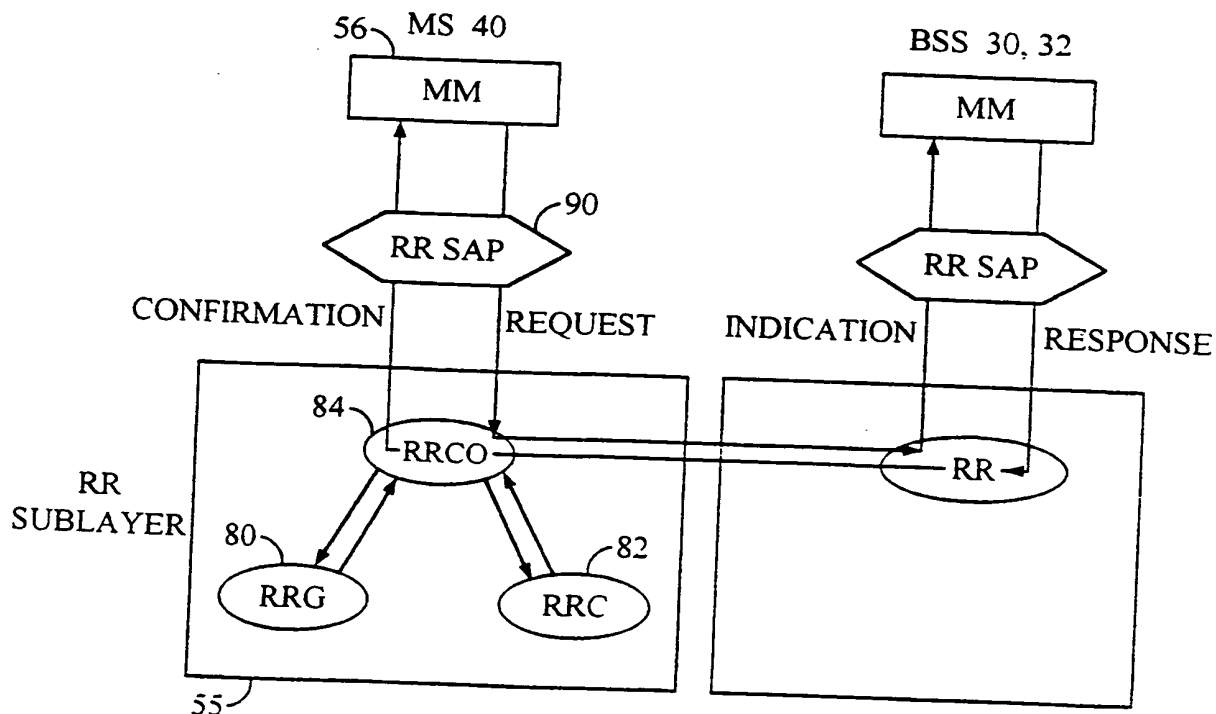 MS 40
BSS 30, 32
56
MM
MM
90
RR SAP
RR SAP
CONFIRMATION
REQUEST
INDICATION
RESPONSE
84
RRCO
RR
RR
SUBLAYER
80
82
RRG
RRC
55